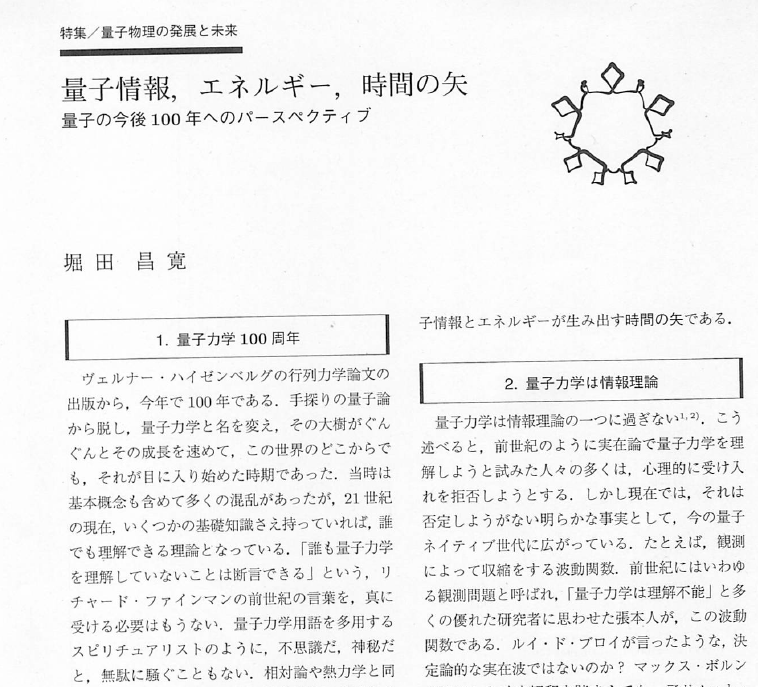 特集／量子物理の発展と未来
量子情報，エネルギー，時間の矢
量子の今後 100 年へのパースペクティブ
堀田 昌寛
1. 量子力学 100 周年
ヴェルナー・ハイゼンベルグの行列力学論文の
出版から，今年で 100 年である．手探りの量子論
から脱し，量子力学と名を変え，その大樹がぐん
ぐんとその成長を速めて，この世界のどこからで
も，それが目に入り始めた時期であった．当時は
基本概念も含めて多くの混乱があったが，21 世紀
の現在，いくつかの基礎知識さえ持っていれば，誰
でも理解できる理論となっている．「誰も量子力学
を理解していないことは断言できる」という，リ
チャード・ファインマンの前世紀の言葉を，真に
受ける必要はもうない．量子力学用語を多用する
スピリチュアリストのように，不思議だ，神秘だ
と，無駄に騒ぐこともない．相対論や熱力学と同
子情報とエネルギーが生み出す時間の矢である．
2. 量子力学は情報理論
量子力学は情報理論の一つに過ぎない1, 2)．こう
述べると，前世紀のように実在論で量子力学を理
解しようと試みた人々の多くは，心理的に受け入
れを拒否しようとする．しかし現在では，それは
否定しようがない明らかな事実として，今の量子
ネイティブ世代に広がっている．たとえば，観測
によって収縮をする波動関数．前世紀にはいわゆ
る観測問題と呼ばれ，「量子力学は理解不能」と多
くの優れた研究者に思わせた張本人が，この波動
関数である．ルイ・ド・ブロイが言ったような，決
定論的な実在波ではないのか？ マックス・ボルン